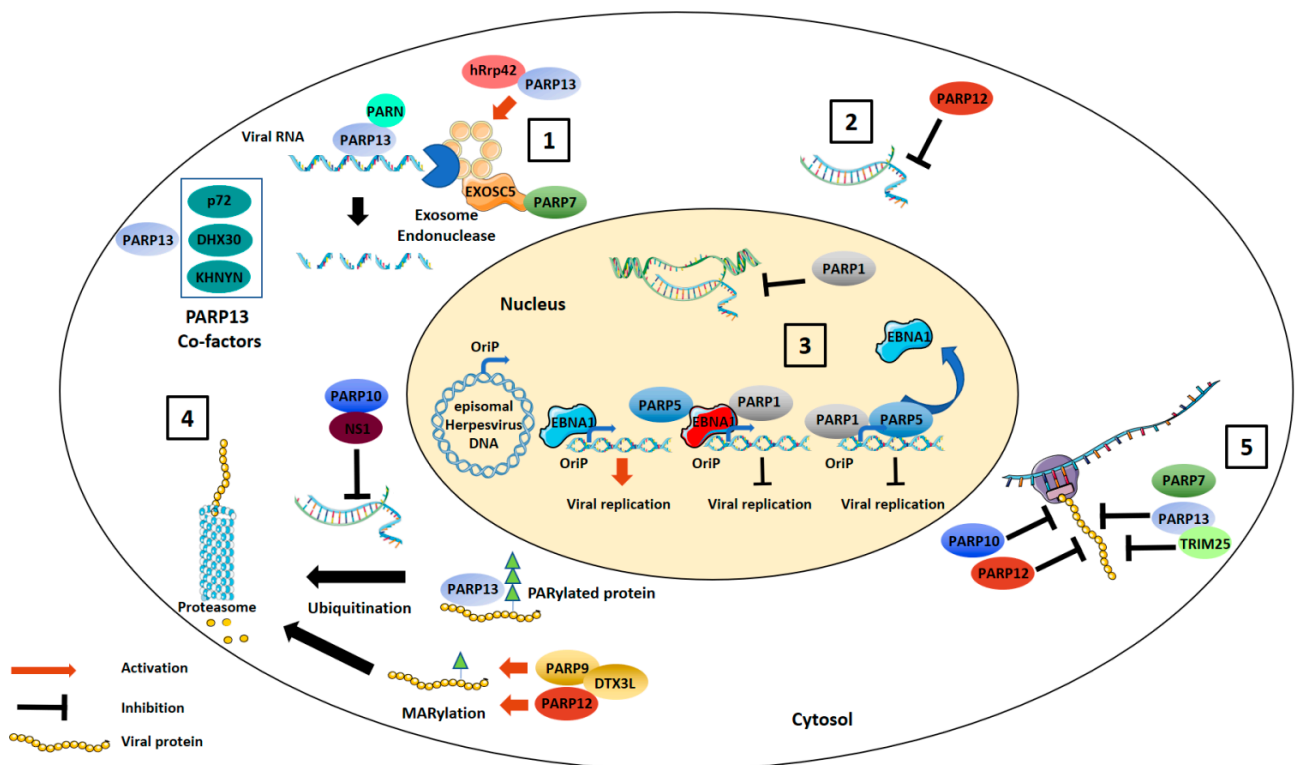 hRrp42
PARP13
PARN
PARP13
Viral RNA
1
EXOSC5
PARP7
Exosome
Endonuclease
p72
DHX30
KHNYN
PARP13
PARP13
Co-factors
2
PARP12
Nucleus
PARP1
3
EBNA1
OriP
episomal
Herpesvirus
DNA
EBNA1
OriP
Viral replication
PARP5
PARP1
EBNA1
OriP
Viral replication
PARP1
PARP5
OriP
Viral replication
4
PARP10
NS1
Proteasome
Ubiquitination
PARP13
PARylated protein
MARylation
PARP9
DTX3L
PARP12
5
PARP7
PARP13
TRIM25
PARP10
PARP12
Cytosol
Activation
Inhibition
Viral protein